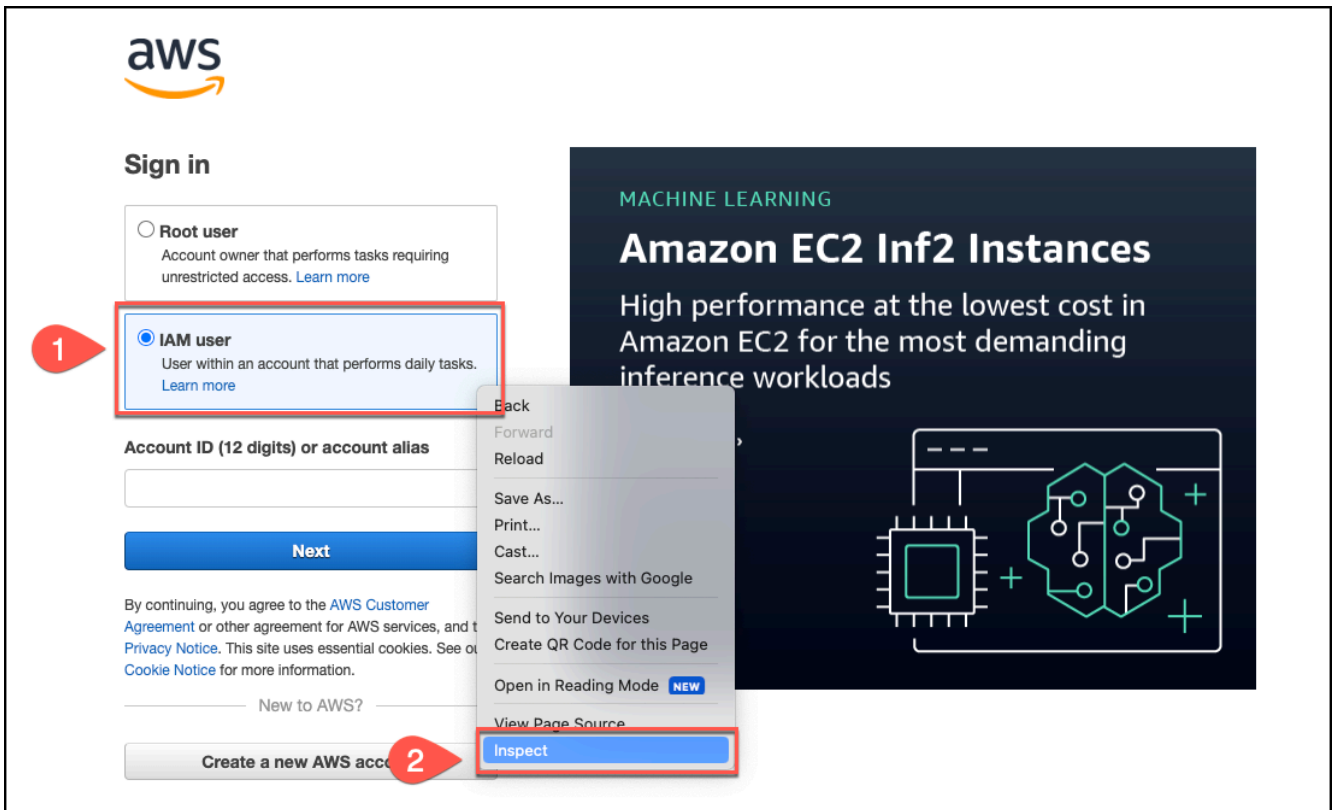 aws
Sign in
Root user
Account owner that performs tasks requiring
unrestricted access. Learn more
1
IAM user
User within an account that performs daily tasks.
Learn more
Account ID (12 digits) or account alias
Next
By continuing, you agree to the AWS Customer
Agreement or other agreement for AWS services, and
Privacy Notice. This site uses essential cookies. See
Cookie Notice for more information.
New to AWS?
Create a new AWS
MACHINE LEARNING
Amazon EC2 Inf2 Instances
High performance at the lowest cost in
Amazon EC2 for the most demanding
inference workloads
›
Back
Forward
Reload
Save As...
Print...
Cast...
Search Images with Google
Send to Your Devices
Create QR Code for this Page
Open in Reading Mode NEW
View Page Source
2
Inspect